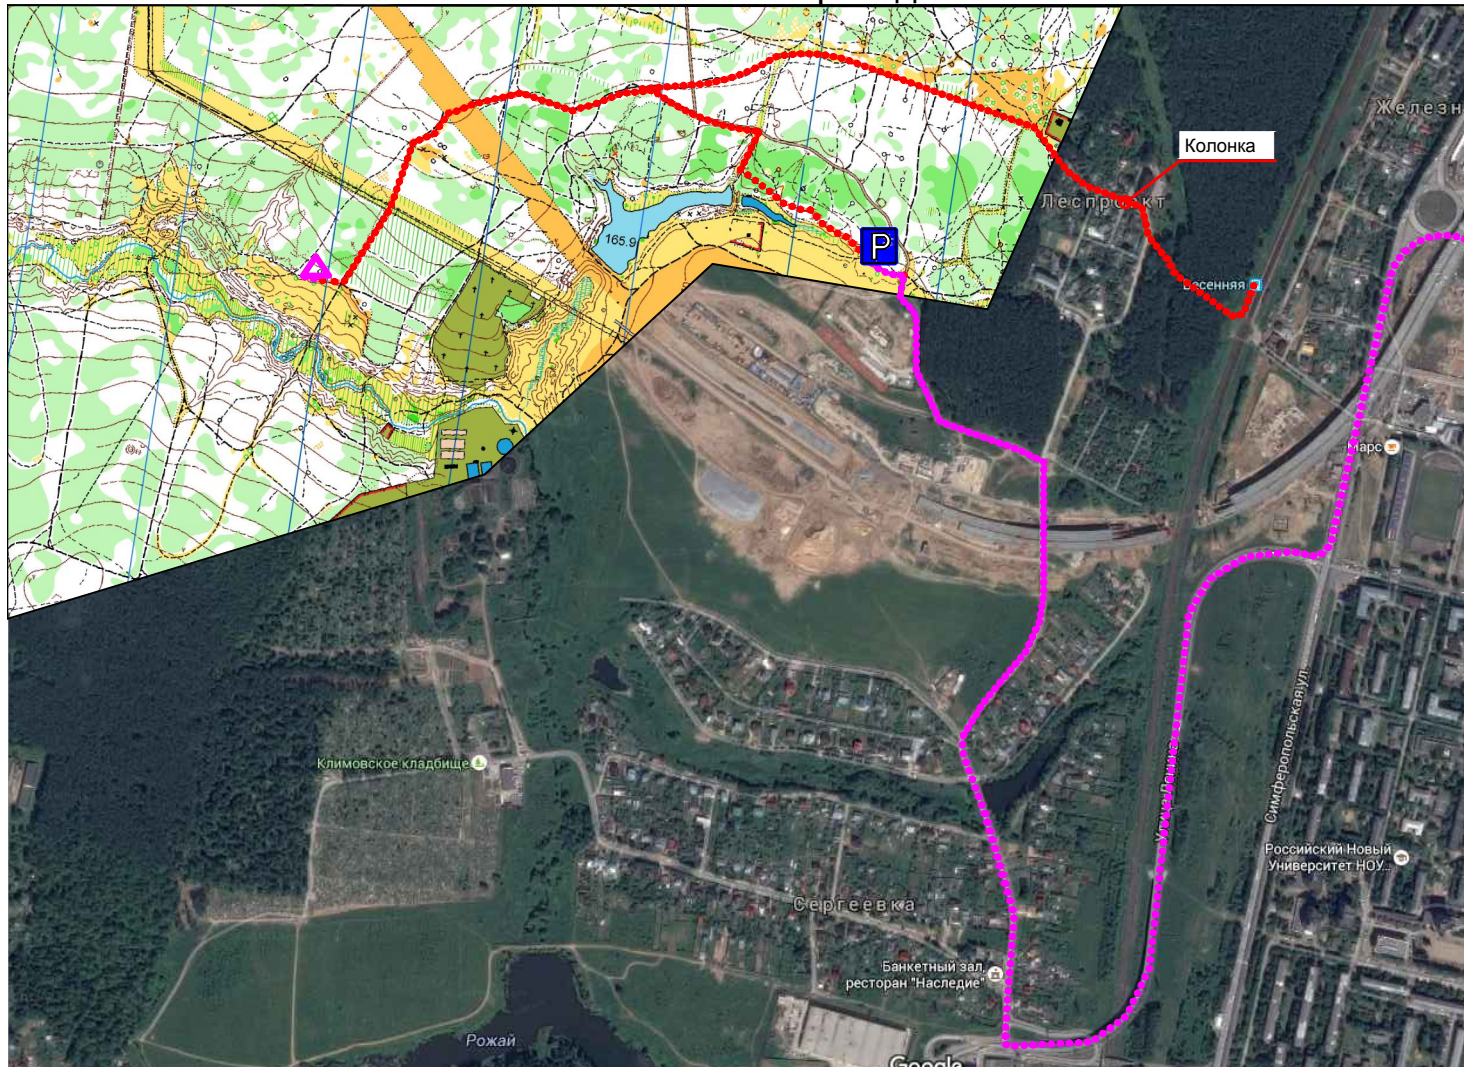 Железн
Колонка
Леспроект
165.9
P
Весенняя
Марс
Симферопольская ул.
Климовское кладбище
Российский Новый
Университет НОУ...
Сергеевка
Банкетный зал,
ресторан "Наследие"
Рожай
Google